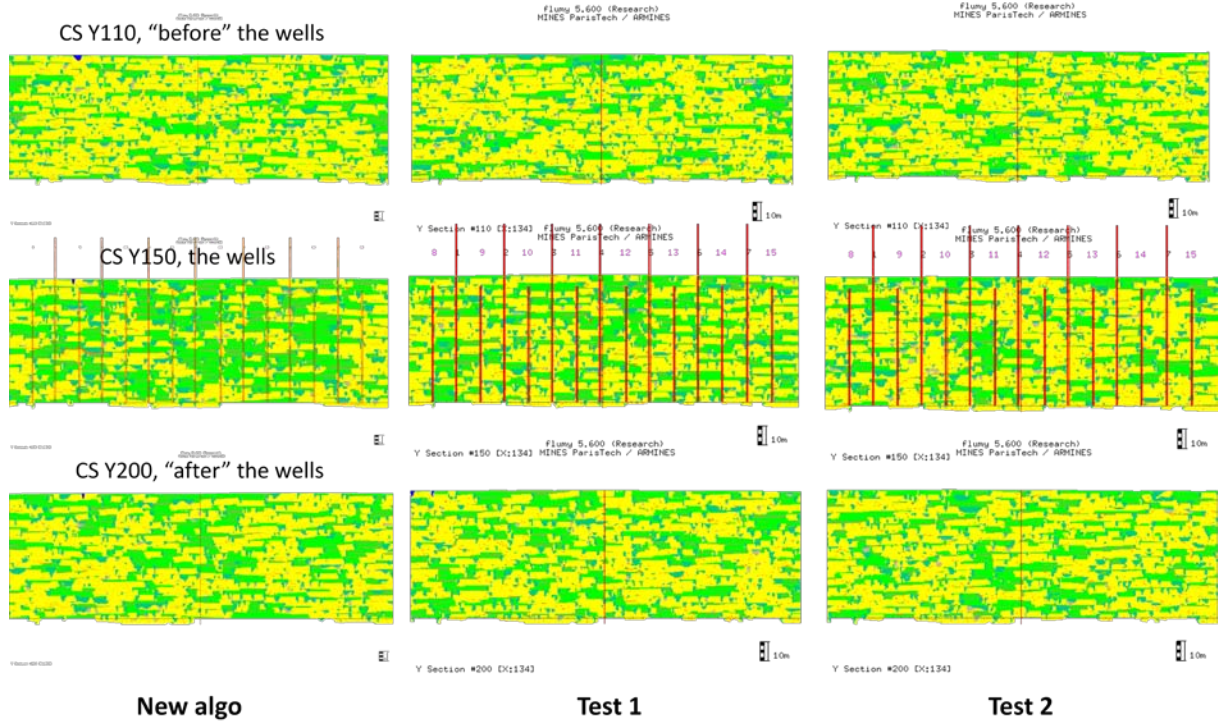 flumy 5.600 (Research)
MINES ParisTech / ARMINES
flumy 5.600 (Research)
MINES ParisTech / ARMINES
CS Y110, “before” the wells
10m
10m
Y Section #110 [X:134]
flumy 5.600 (Research)
MINES ParisTech / ARMINES
Y Section #110 [X:134]
flumy 5.600 (Research)
MINES ParisTech / ARMINES
CS Y150, the wells
8 1 9 2 10 3 11 4 12 5 13 6 14 7 15
8 1 9 2 10 3 11 4 12 5 13 6 14 7 15
10m
10m
Y Section #150 [X:134]
flumy 5.600 (Research)
MINES ParisTech / ARMINES
Y Section #150 [X:134]
flumy 5.600 (Research)
MINES ParisTech / ARMINES
CS Y200, “after” the wells
10m
10m
Y Section #200 [X:134]
Y Section #200 [X:134]
New algo
Test 1
Test 2